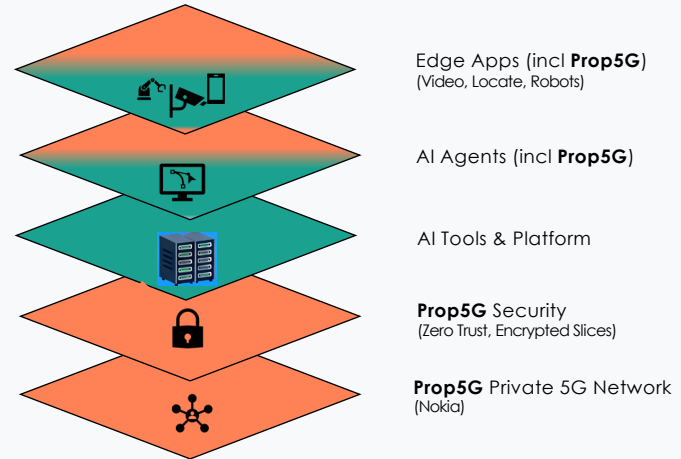 Edge Apps (incl Prop5G)
(Video, Locate, Robots)
AI Agents (incl Prop5G)
AI Tools & Platform
Prop5G Security
(Zero Trust, Encrypted Slices)
Prop5G Private 5G Network
(Nokia)